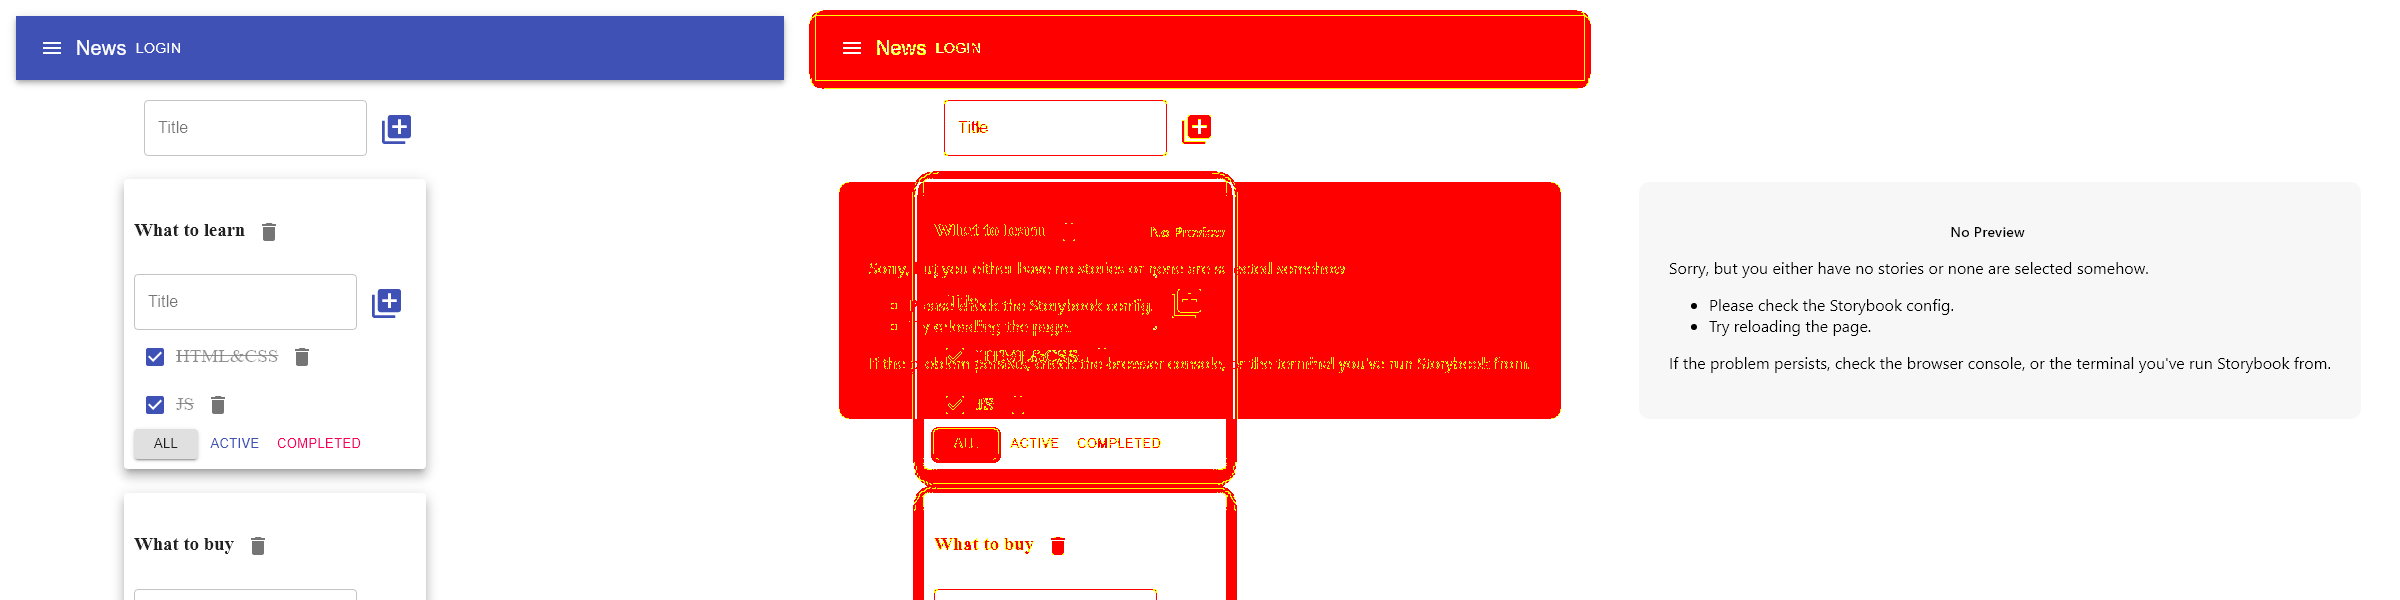 News LOGIN
Title
What to learn
Title
HTML&CSS
JS
ALL ACTIVE COMPLETED
What to buy
News LOGIN
Title
What to learn No Preview
Sorry, but you either have no stories or none are selected somehow.
Please check the Storybook config.
Try reloading the page.
HTML&CSS
If the problem persists, check the browser console, or the terminal you've run Storybook from.
JS
ALL ACTIVE COMPLETED
What to buy
No Preview
Sorry, but you either have no stories or none are selected somehow.
Please check the Storybook config.
Try reloading the page.
If the problem persists, check the browser console, or the terminal you've run Storybook from.